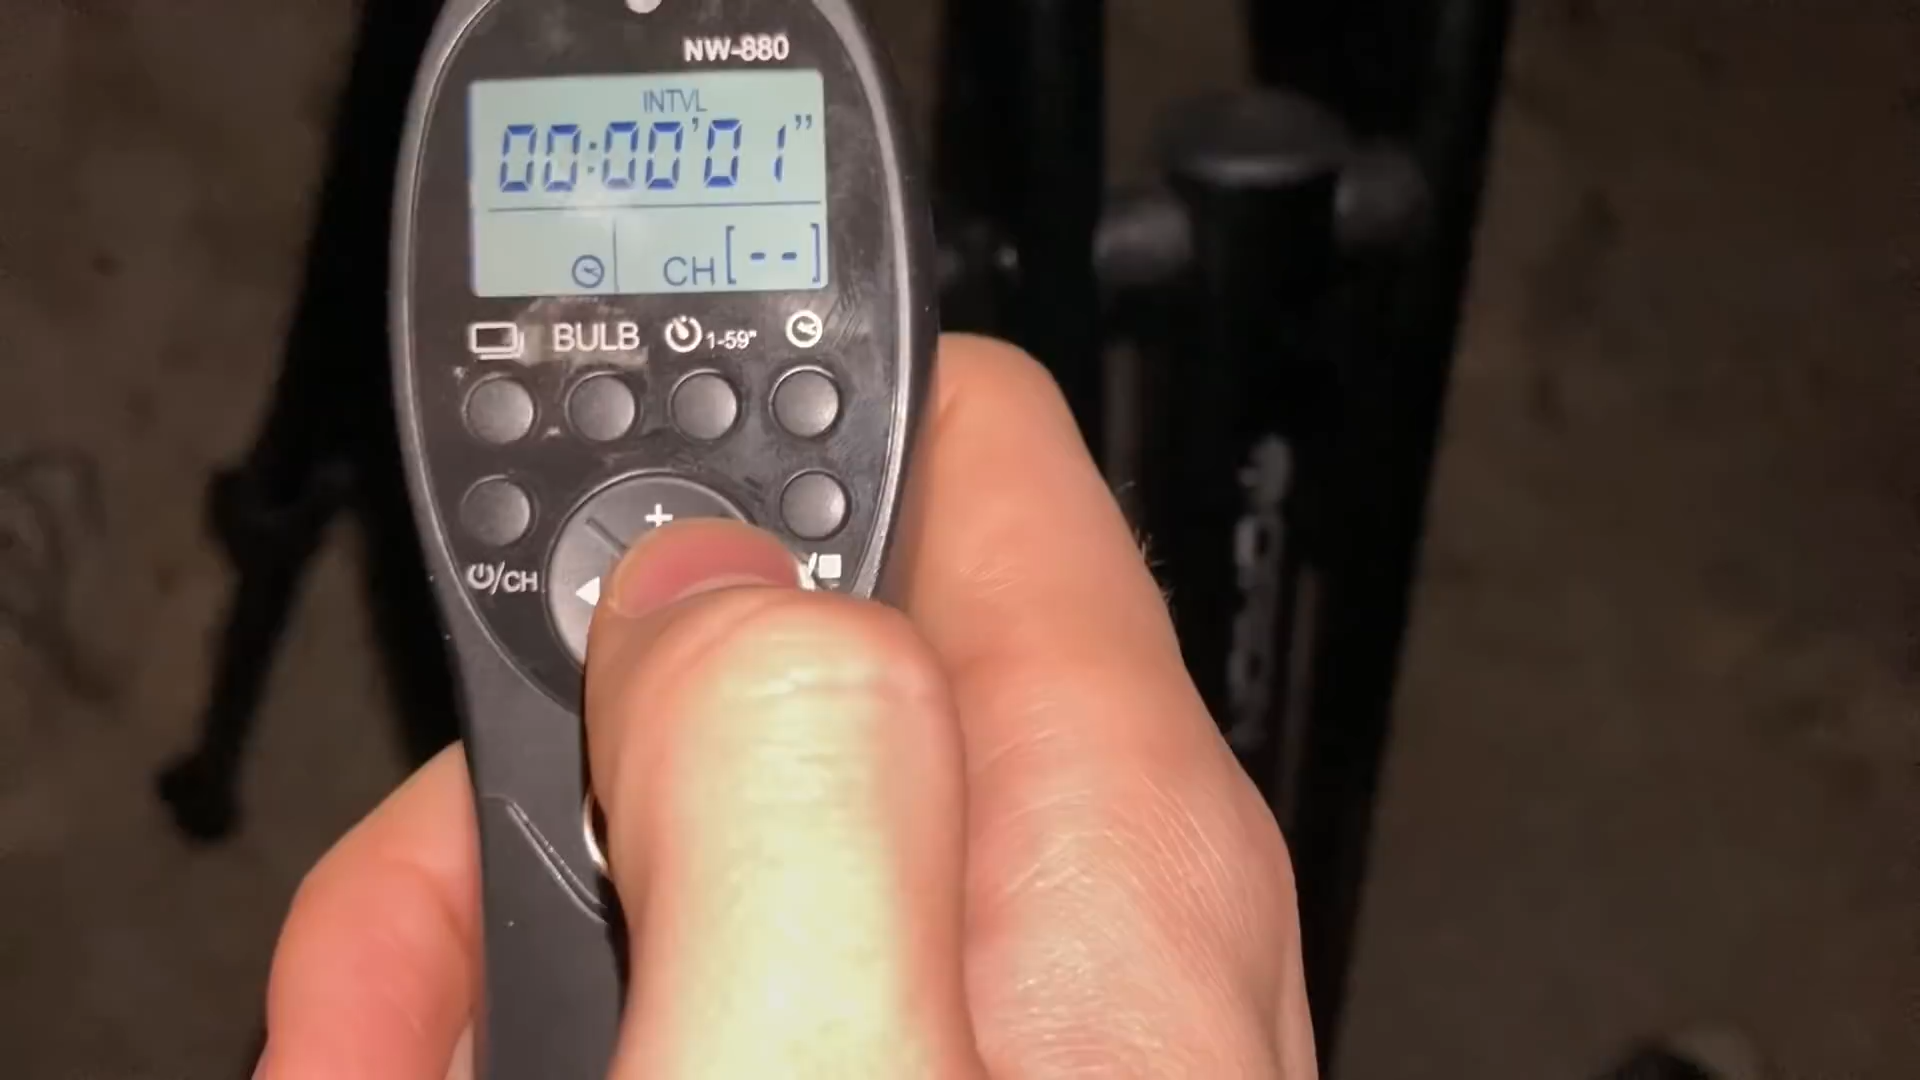 NW-880
INTVL
00:00'01”
CH [--]
BULB 1-59"
+
/CH